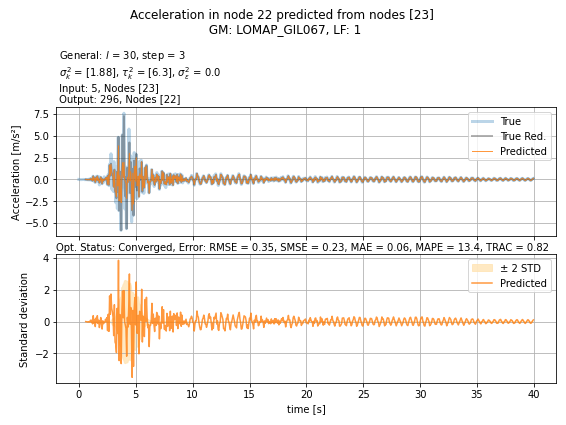 Acceleration in node 22 predicted from nodes [23]
GM: LOMAP_GIL067, LF: 1
General: l = 30, step = 3
σ²ₖ = [1.88], τ²ₖ = [6.3], σ²ε = 0.0
Input: 5, Nodes [23]
Output: 296, Nodes [22]
Acceleration [m/s²]
7.5
5.0
2.5
0.0
−2.5
−5.0
True
True Red.
Predicted
Opt. Status: Converged, Error: RMSE = 0.35, SMSE = 0.23, MAE = 0.06, MAPE = 13.4, TRAC = 0.82
Standard deviation
4
2
0
−2
± 2 STD
Predicted
0 5 10 15 20 25 30 35 40
time [s]